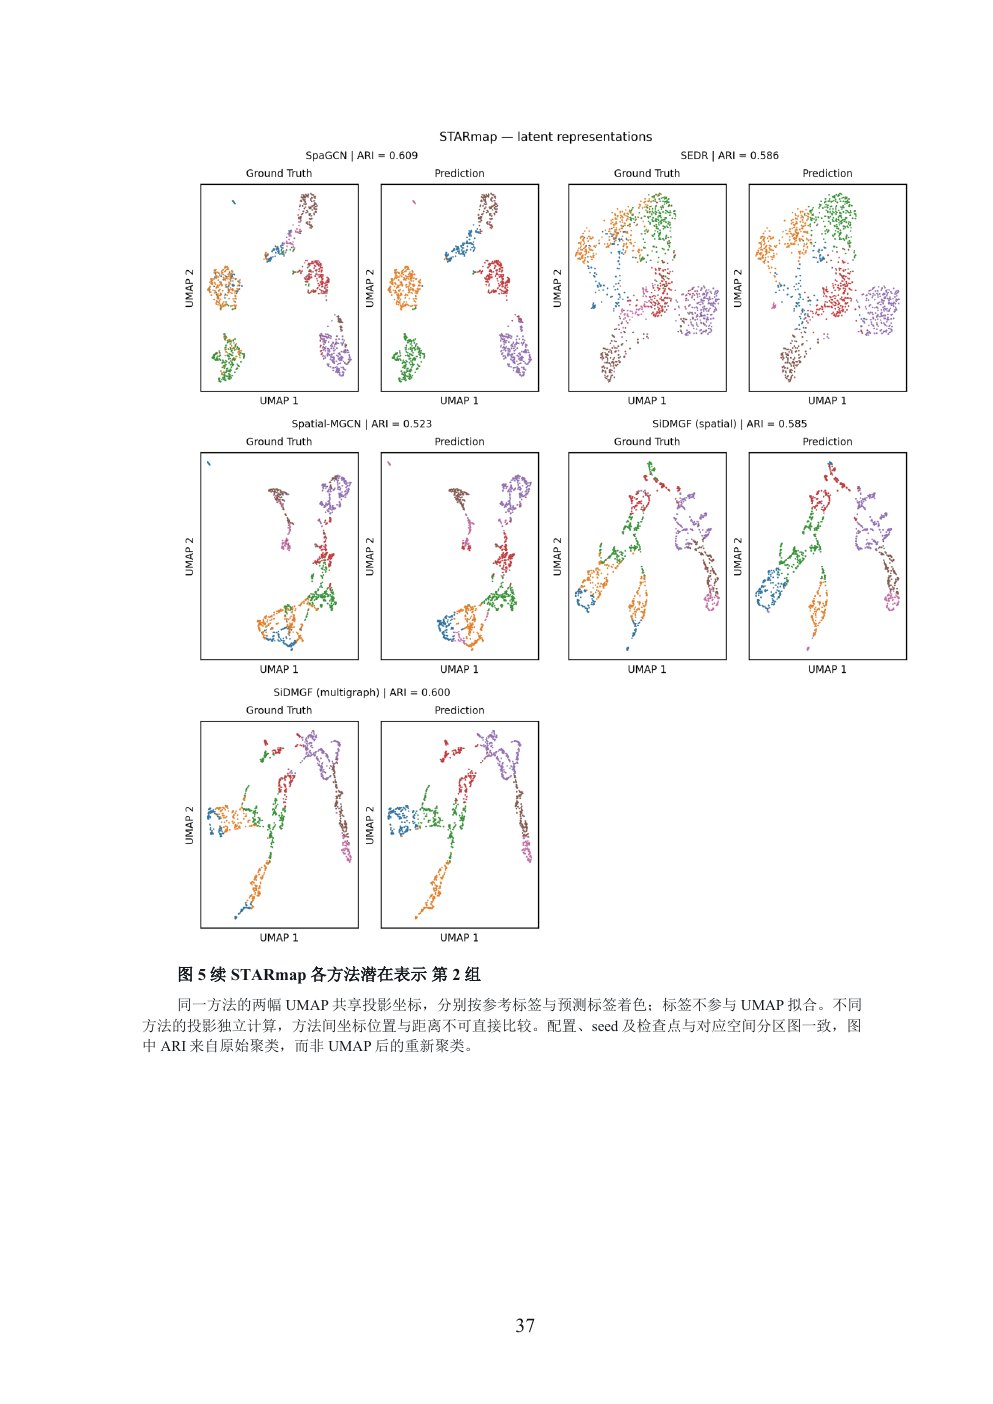 STARmap — latent representations
SpaGCN | ARI = 0.609
SEDR | ARI = 0.586
Ground Truth
Prediction
Ground Truth
Prediction
UMAP 2
UMAP 2
UMAP 2
UMAP 2
UMAP 1
UMAP 1
UMAP 1
UMAP 1
Spatial-MGCN | ARI = 0.523
SiDMGF (spatial) | ARI = 0.585
Ground Truth
Prediction
Ground Truth
Prediction
UMAP 2
UMAP 2
UMAP 2
UMAP 2
UMAP 1
UMAP 1
UMAP 1
UMAP 1
SiDMGF (multigraph) | ARI = 0.600
Ground Truth
Prediction
UMAP 2
UMAP 2
UMAP 1
UMAP 1
图 5 续 STARmap 各方法潜在表示 第 2 组
同一方法的两幅 UMAP 共享投影坐标，分别按参考标签与预测标签着色；标签不参与 UMAP 拟合。不同
方法的投影独立计算，方法间坐标位置与距离不可直接比较。配置、seed 及检查点与对应空间分区图一致，图
中 ARI 来自原始聚类，而非 UMAP 后的重新聚类。
37